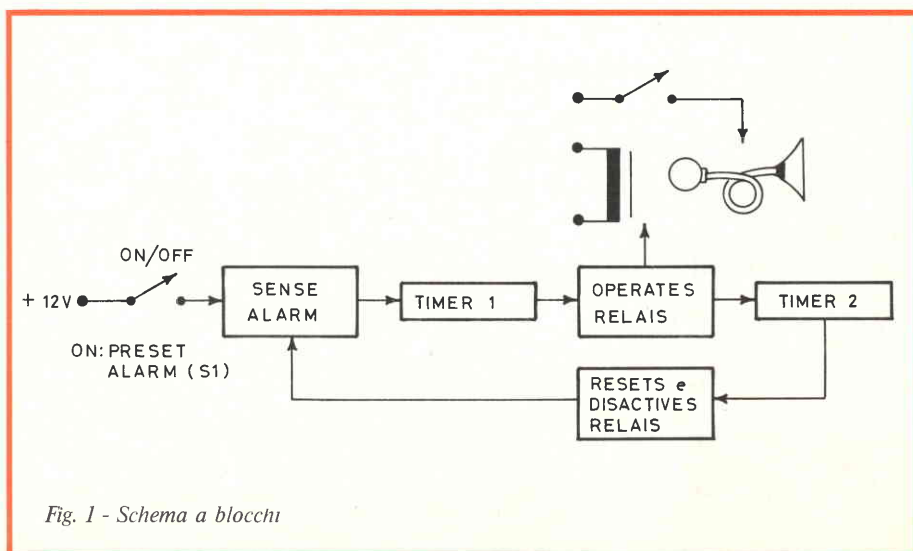 ON/OFF
+ 12V
ON: PRESET
ALARM (S1)
SENSE
ALARM
TIMER 1
OPERATES
RELAIS
TIMER 2
RESETS e
DISACTIVES
RELAIS
Fig. 1 - Schema a blocchi